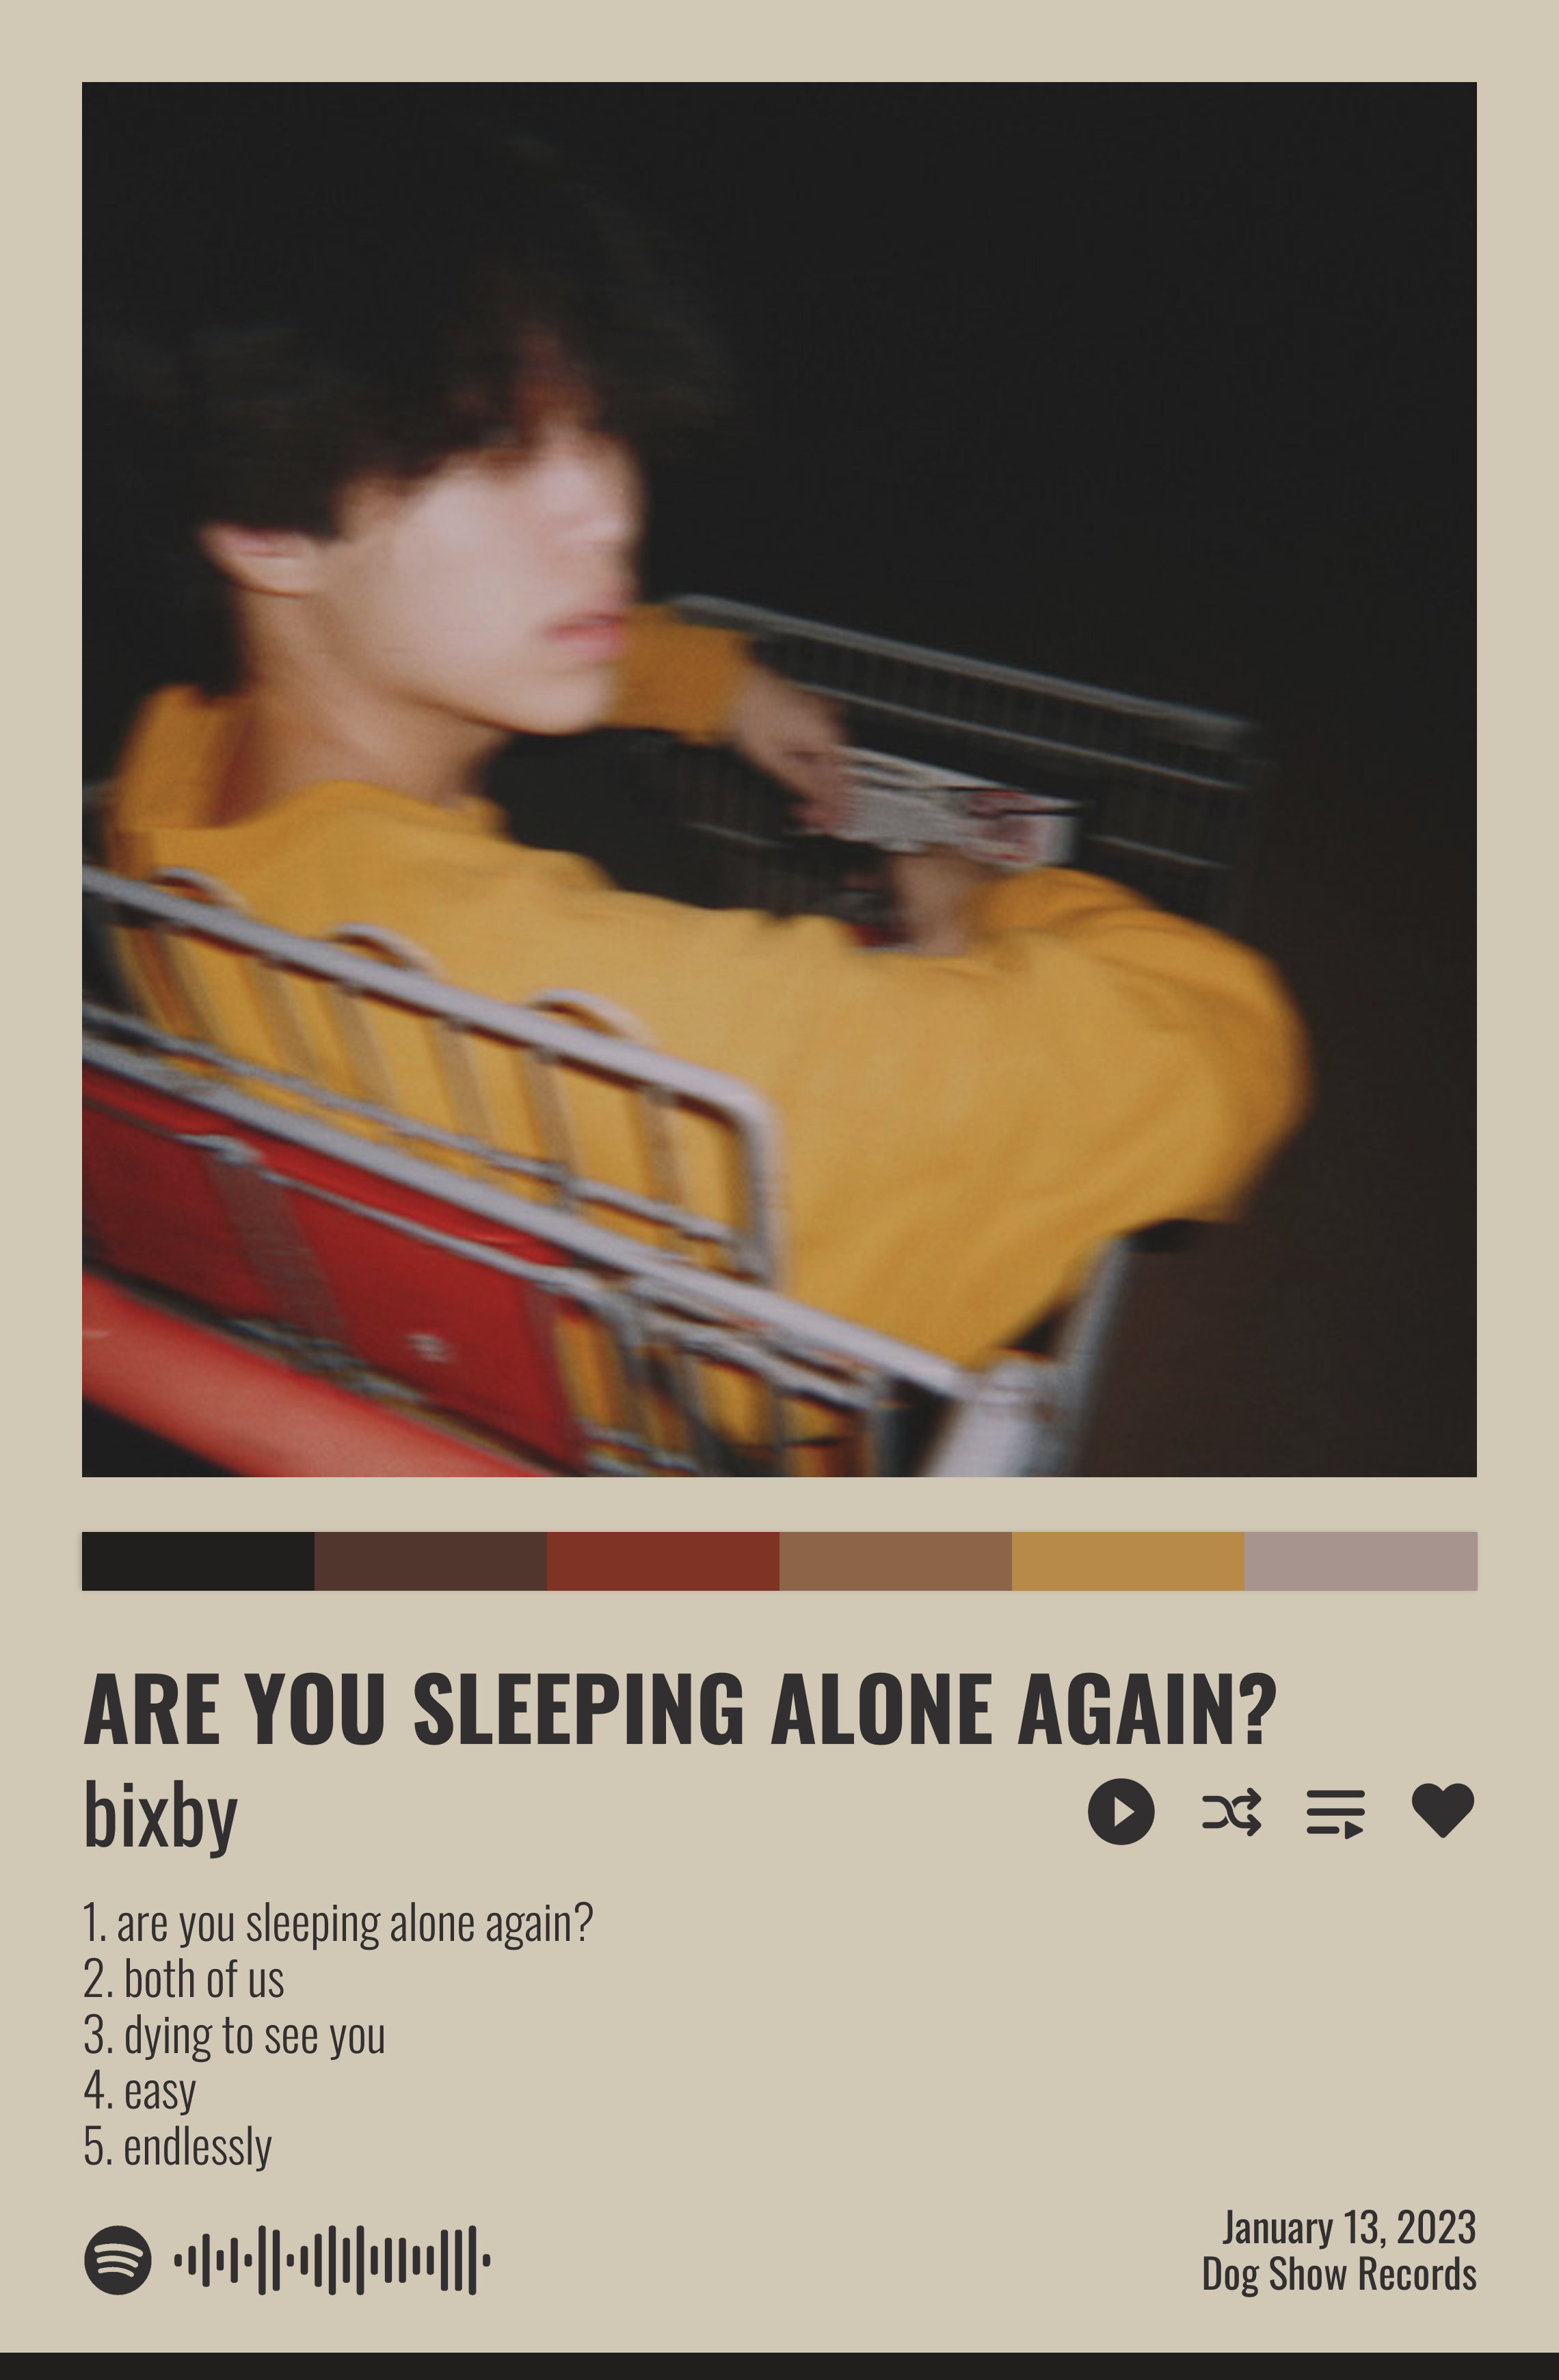 ARE YOU SLEEPING ALONE AGAIN?
bixby
1. are you sleeping alone again?
2. both of us
3. dying to see you
4. easy
5. endlessly
January 13, 2023
Dog Show Records